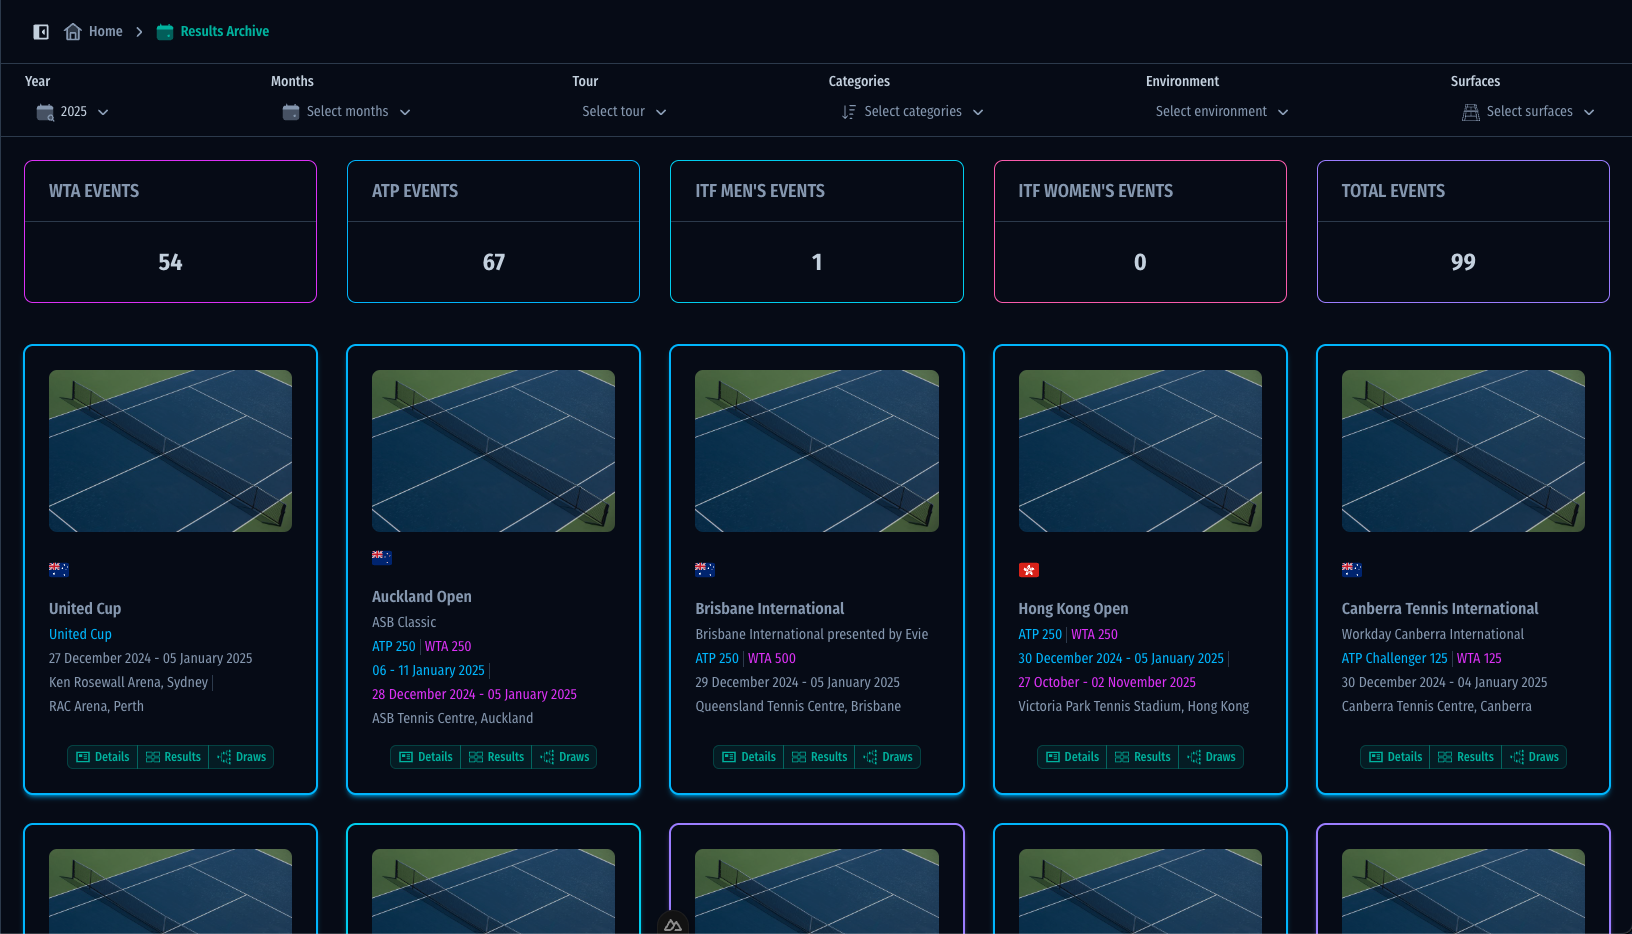 Home
Results Archive
Year
Months
Tour
Categories
Environment
Surfaces
2025
Select months
Select tour
Select categories
Select environment
Select surfaces
WTA EVENTS
ATP EVENTS
ITF MEN'S EVENTS
ITF WOMEN'S EVENTS
TOTAL EVENTS
54
67
1
0
99
United Cup
United Cup
27 December 2024 - 05 January 2025
Ken Rosewall Arena, Sydney
RAC Arena, Perth
Details
Results
Draws
Auckland Open
ASB Classic
ATP 250 | WTA 250
06 - 11 January 2025
28 December 2024 - 05 January 2025
ASB Tennis Centre, Auckland
Details
Results
Draws
Brisbane International
Brisbane International presented by Evie
ATP 250 | WTA 500
29 December 2024 - 05 January 2025
Queensland Tennis Centre, Brisbane
Details
Results
Draws
Hong Kong Open
ATP 250 | WTA 250
30 December 2024 - 05 January 2025
27 October - 02 November 2025
Victoria Park Tennis Stadium, Hong Kong
Details
Results
Draws
Canberra Tennis International
Workday Canberra International
ATP Challenger 125 | WTA 125
30 December 2024 - 04 January 2025
Canberra Tennis Centre, Canberra
Details
Results
Draws